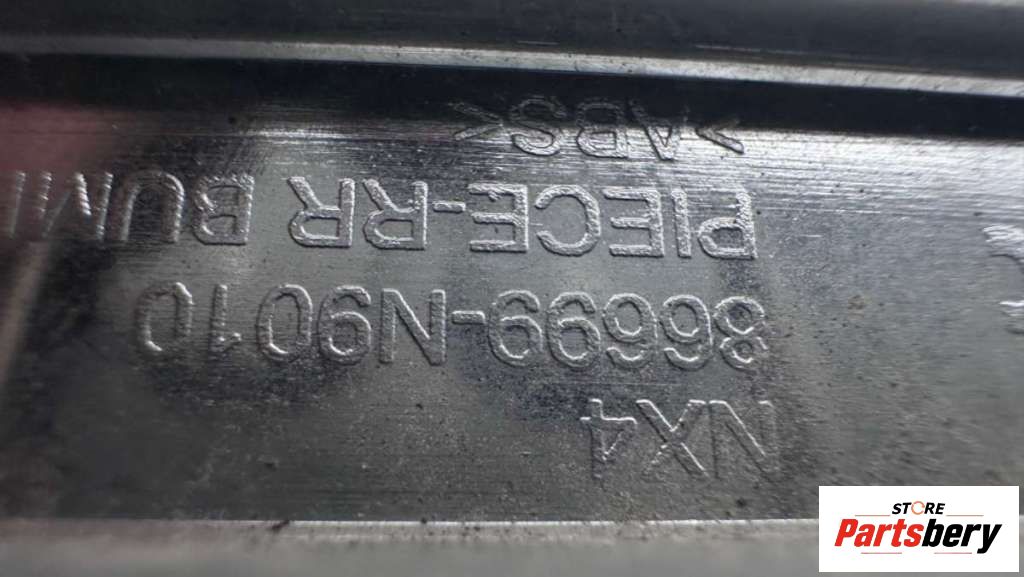 NX4
86699-N9010
PIECE-RR BUM
>ABS<
STORE
Partsbery